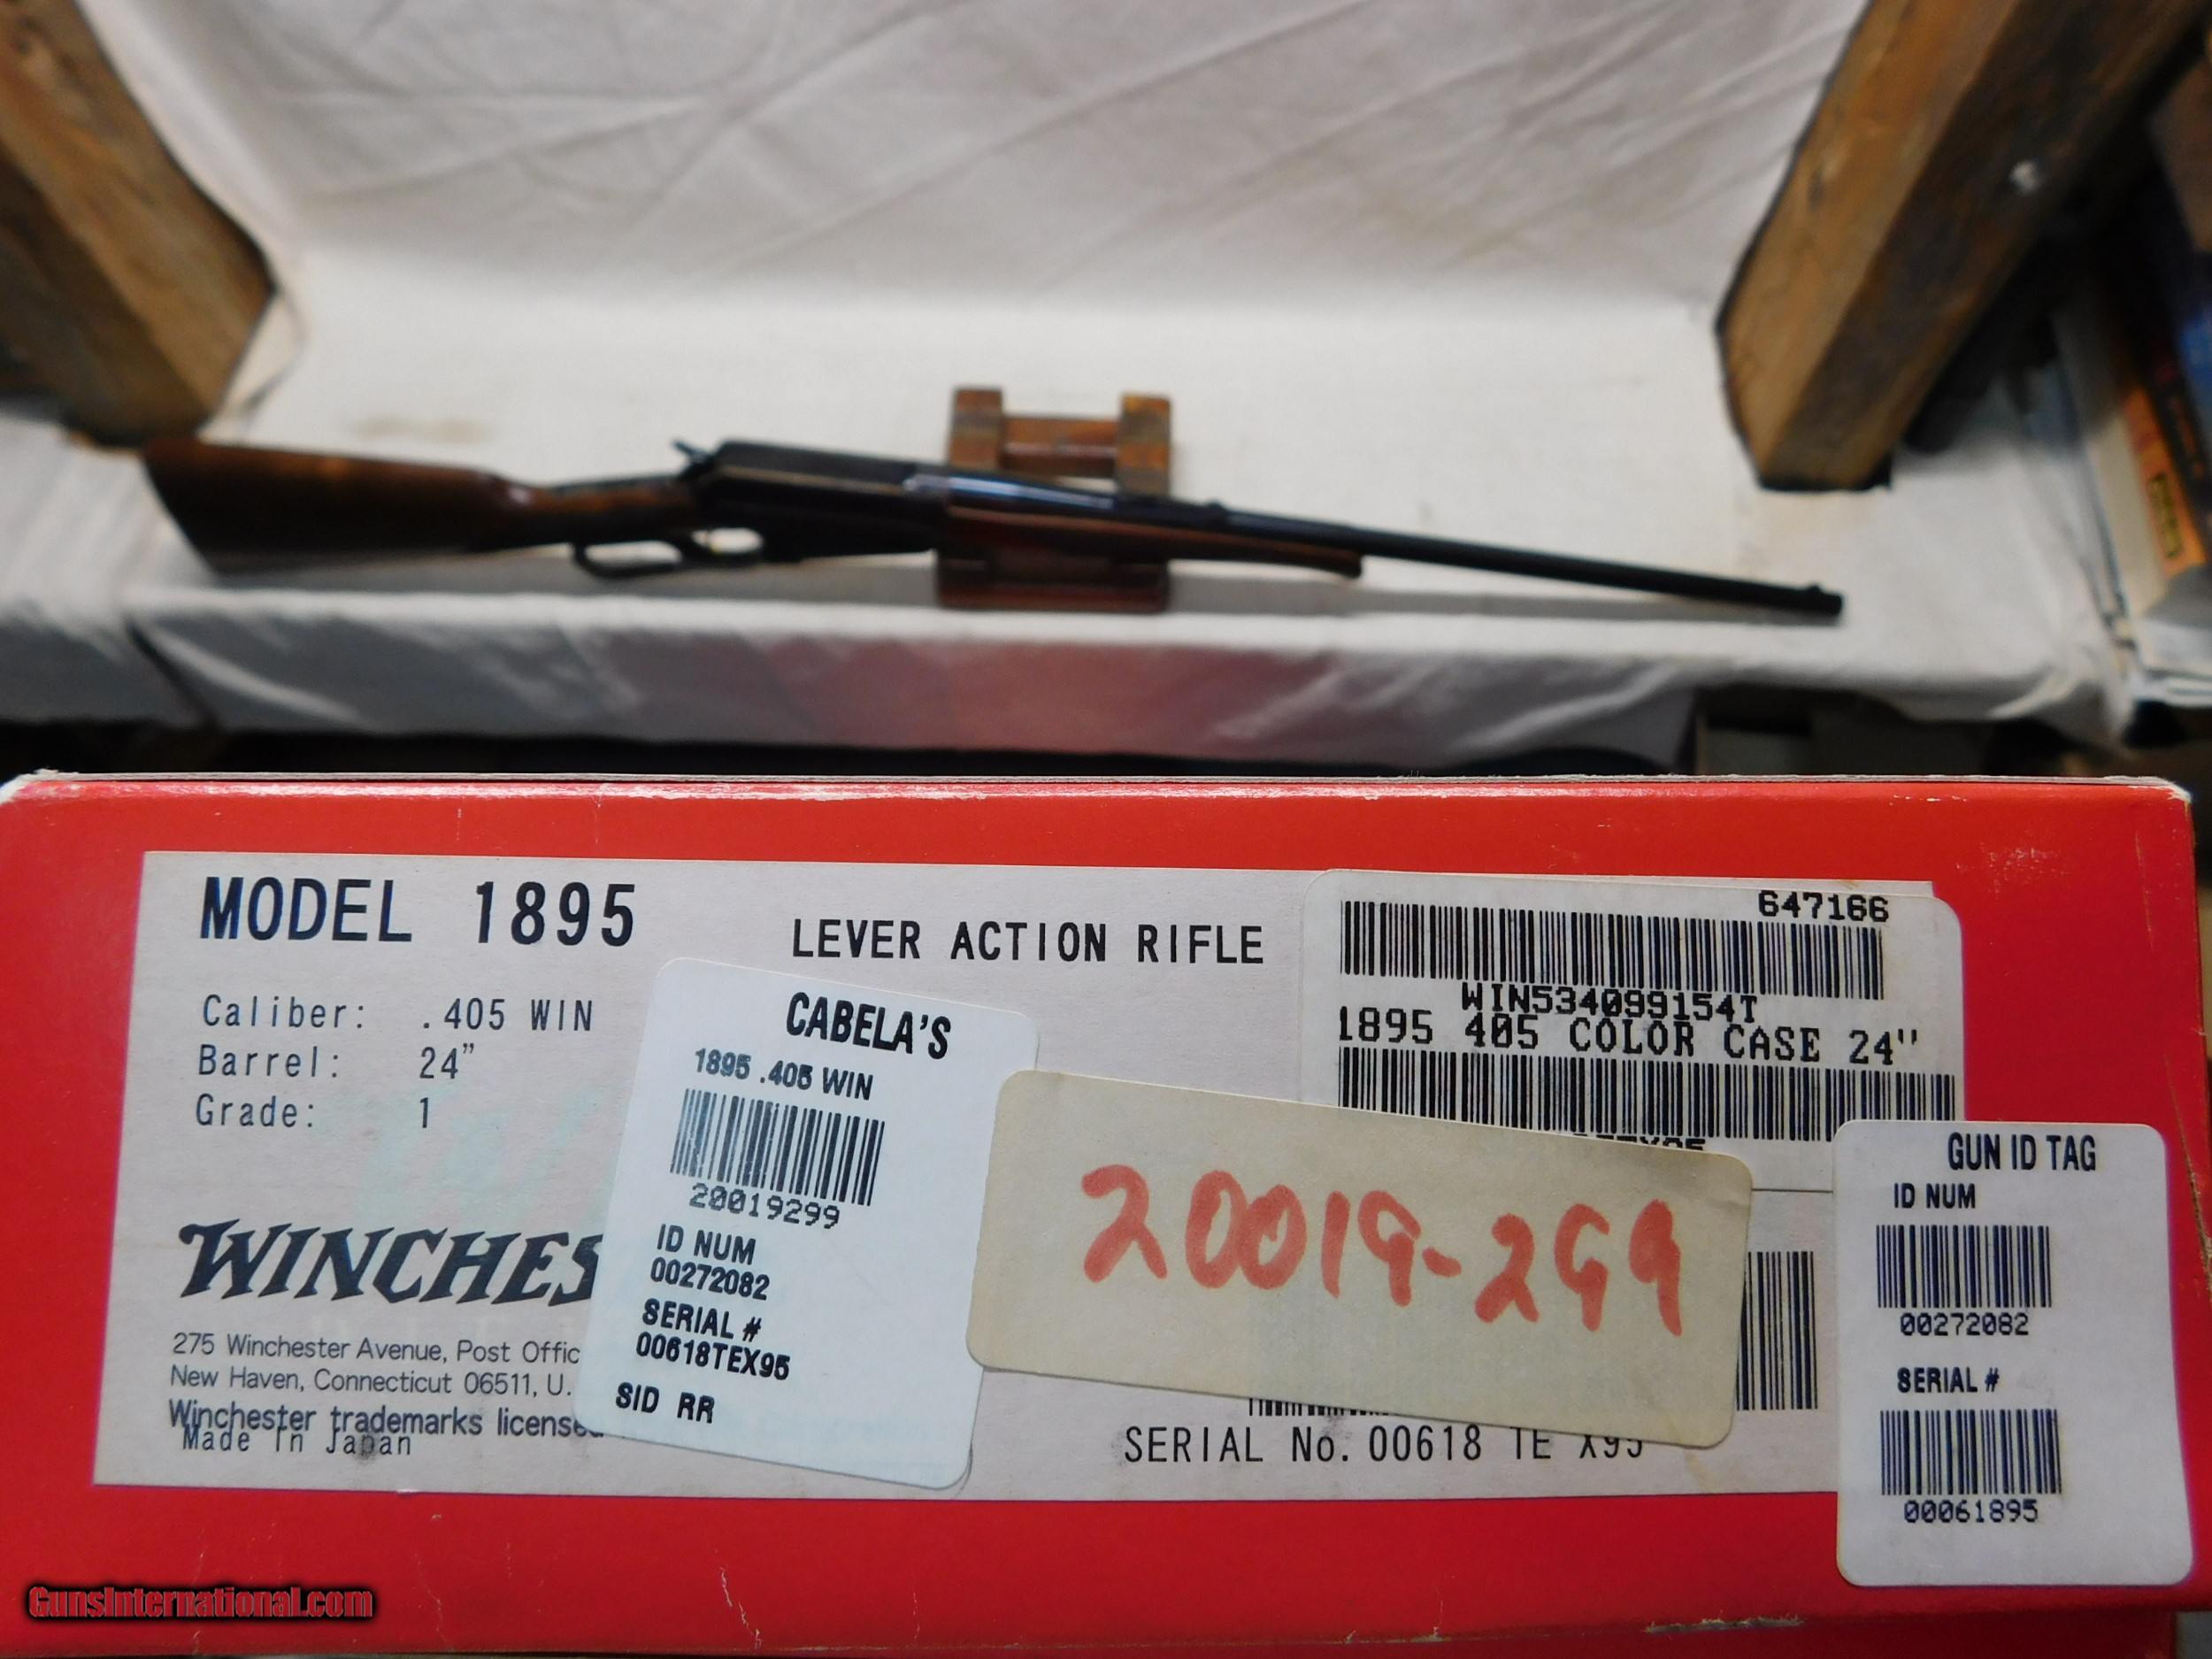 MODEL 1895
LEVER ACTION RIFLE
Caliber: .405 WIN
Barrel: 24"
Grade: 1
WINCHES
275 Winchester Avenue, Post Offic
New Haven, Connecticut 06511, U.
Winchester trademarks license
Made In Japan
CABELA'S
1895 .405 WIN
20019299
ID NUM
00272082
SERIAL #
00618TEX95
SID RR
647166
WIN534099154T
1895 405 COLOR CASE 24"
20019-299
SERIAL No. 00618 TE X95
GUN ID TAG
ID NUM
00272082
SERIAL #
00061895
GunsInternational.com